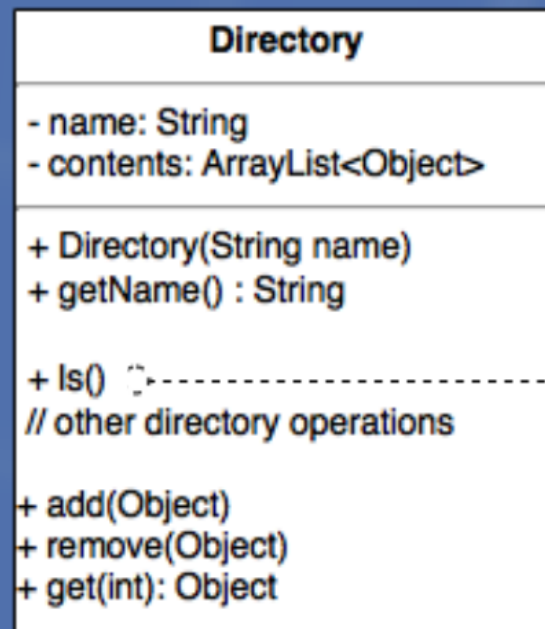 Directory
- name: String
- contents: ArrayList<Object>
+ Directory(String name)
+ getName() : String
+ ls()
// other directory operations
+ add(Object)
+ remove(Object)
+ get(int): Object